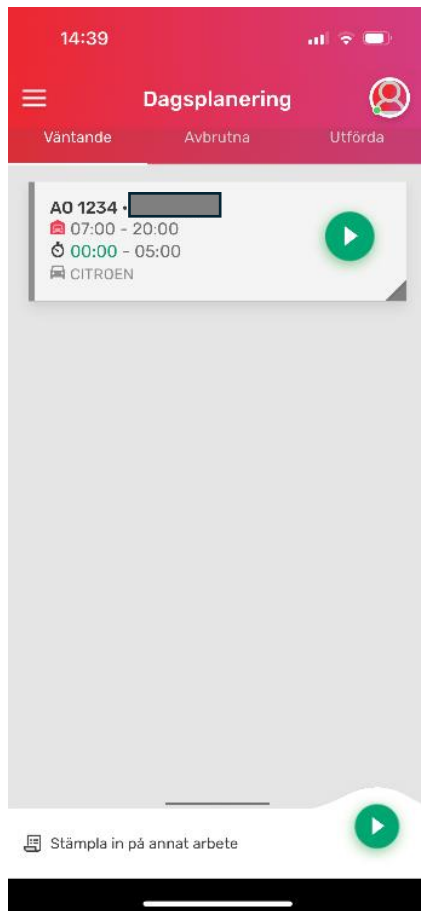 14:39
Dagsplanering
Väntande Avbrutna Utförda
AO 1234 •
07:00 - 20:00
00:00 - 05:00
CITROEN
Stämpla in på annat arbete